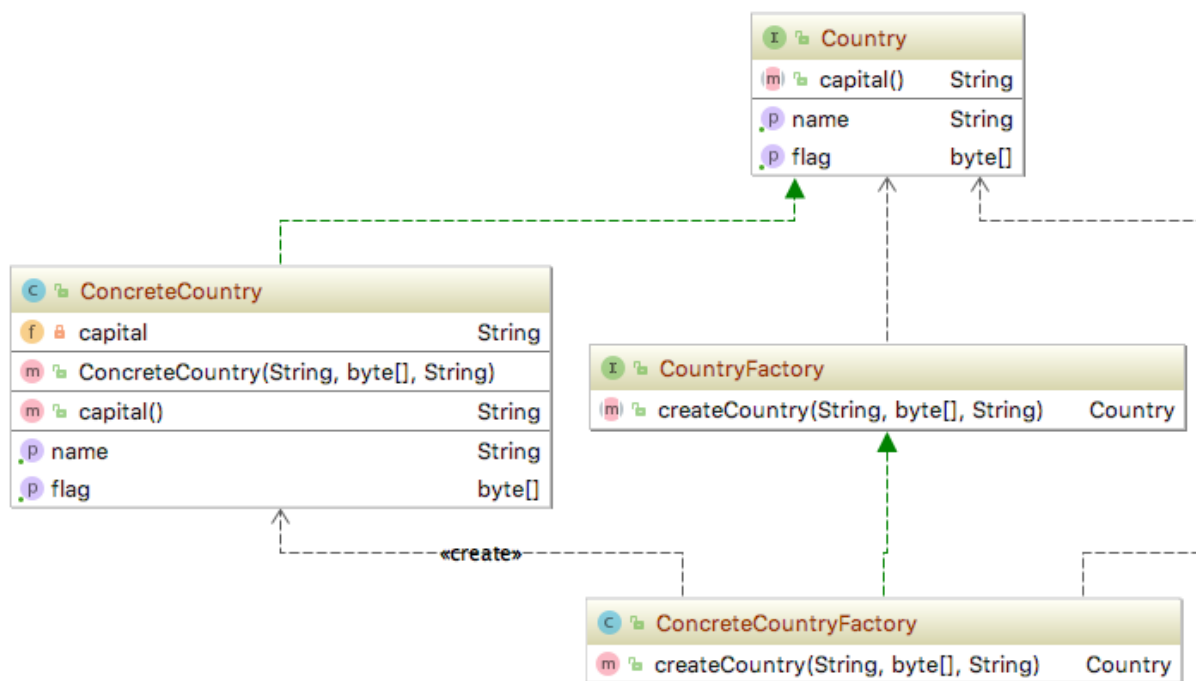 I Country
m capital() String
p name String
p flag byte[]
C ConcreteCountry
f capital String
m ConcreteCountry(String, byte[], String)
m capital() String
p name String
p flag byte[]
I CountryFactory
m createCountry(String, byte[], String) Country
«create»
C ConcreteCountryFactory
m createCountry(String, byte[], String) Country